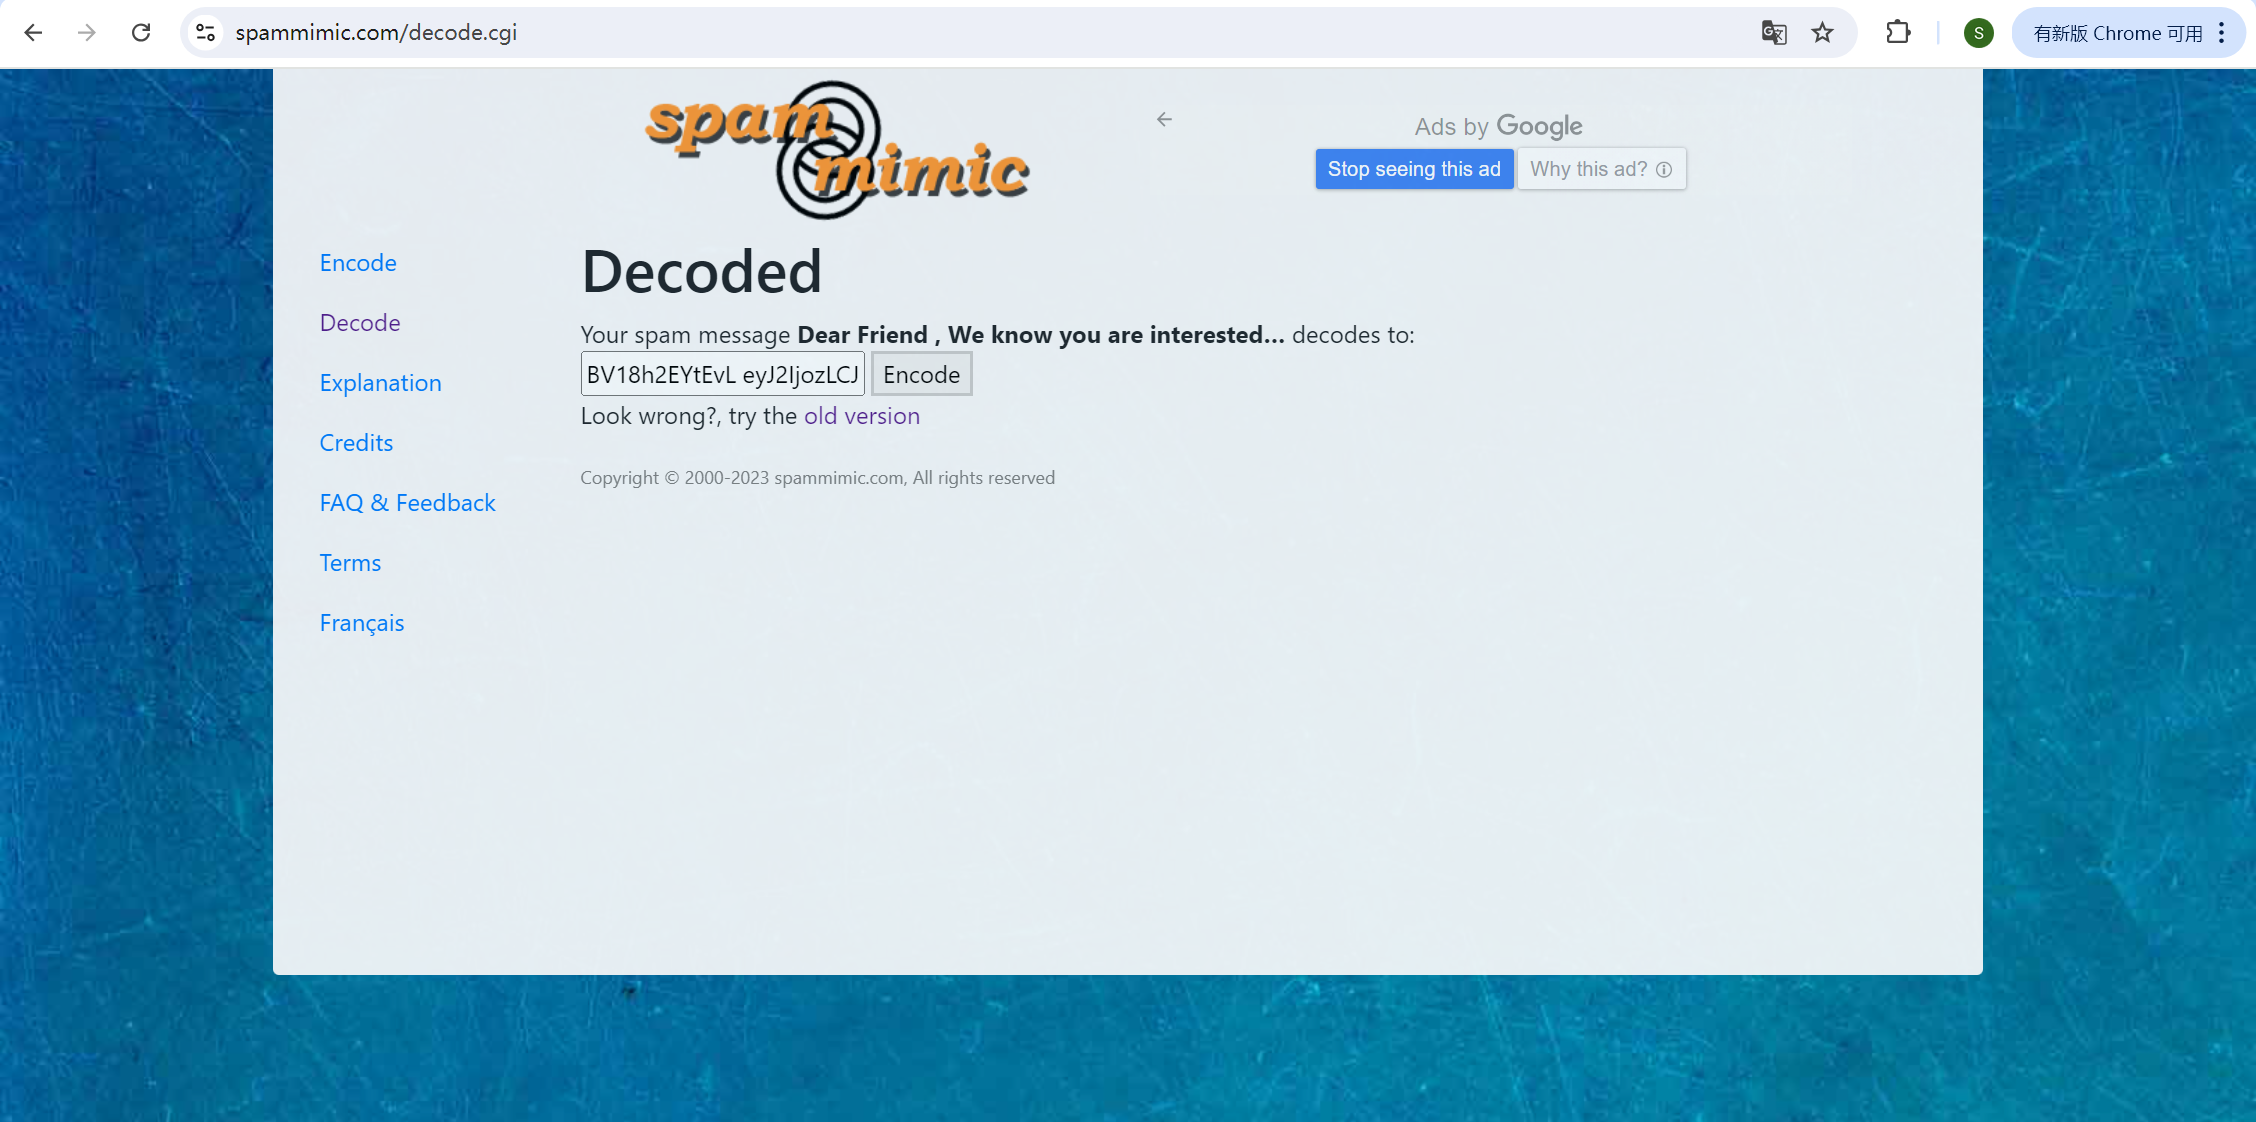 spammimic.com/decode.cgi
S
有新版 Chrome 可用
spam
mimic
Ads by Google
Stop seeing this ad
Why this ad?
Encode
Decode
Explanation
Credits
FAQ & Feedback
Terms
Français
Decoded
Your spam message Dear Friend , We know you are interested... decodes to:
BV18h2EYtEvL eyJ2IjozLCJ Encode
Look wrong?, try the old version
Copyright © 2000-2023 spammimic.com, All rights reserved